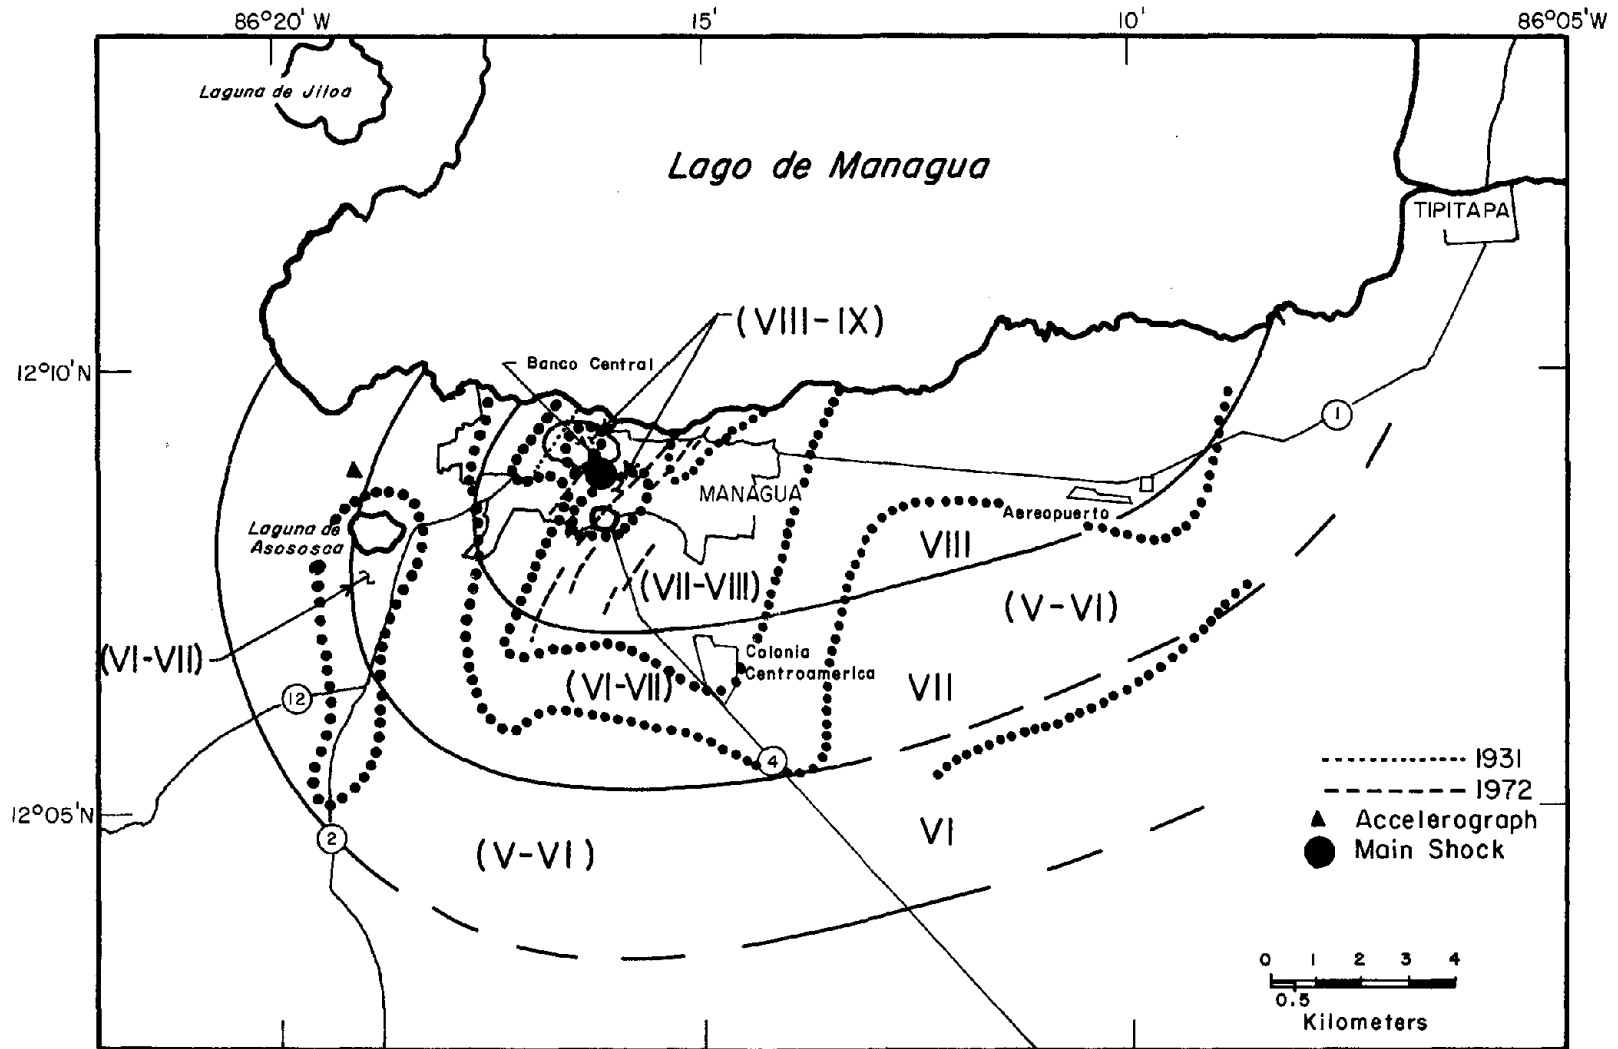 86°20' W
15'
10'
86°05'W
Laguna de Jiloa
Lago de Managua
TIPITAPA
(VIII-IX)
Banco Central
12°10'N
1
MANAGUA
Laguna de
Asososca
Aereopuerto
VIII
(VII-VIII)
(V-VI)
(VI-VII)
Colonia
Centroamerica
(VI-VII)
VII
12
4
1931
1972
12°05'N
Accelerograph
VI
2
(V-VI)
Main Shock
0 1 2 3 4
0.5
Kilometers